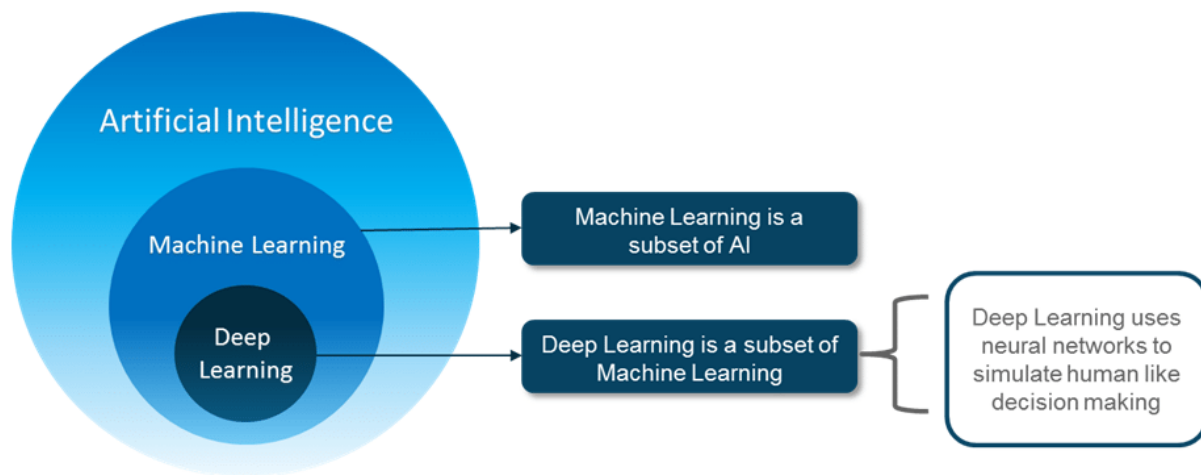 Artificial Intelligence
Machine Learning
Deep
Learning
Machine Learning is a
subset of AI
Deep Learning is a subset of
Machine Learning
Deep Learning uses
neural networks to
simulate human like
decision making